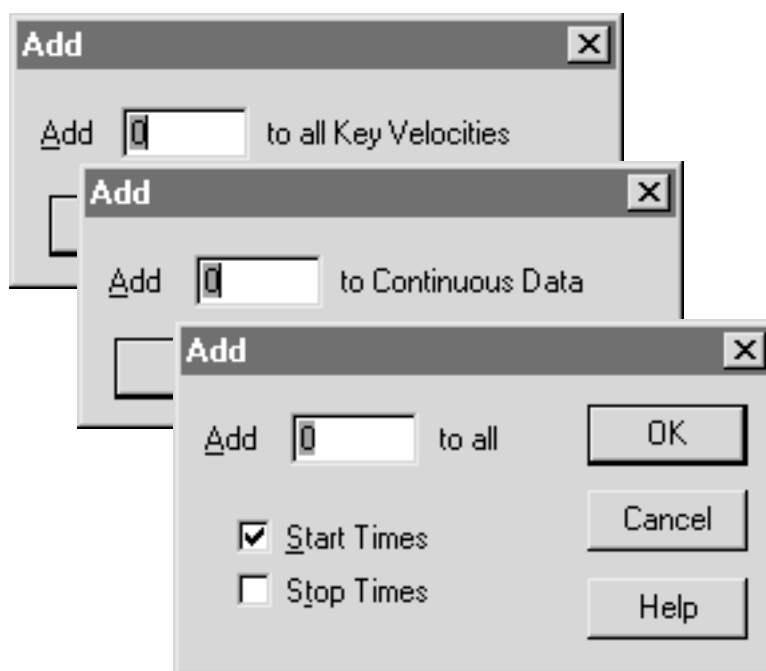 Add
Add 0 to all Key Velocities
Add
Add 0 to Continuous Data
Add
Add 0 to all
OK
Cancel
Start Times
Stop Times
Help